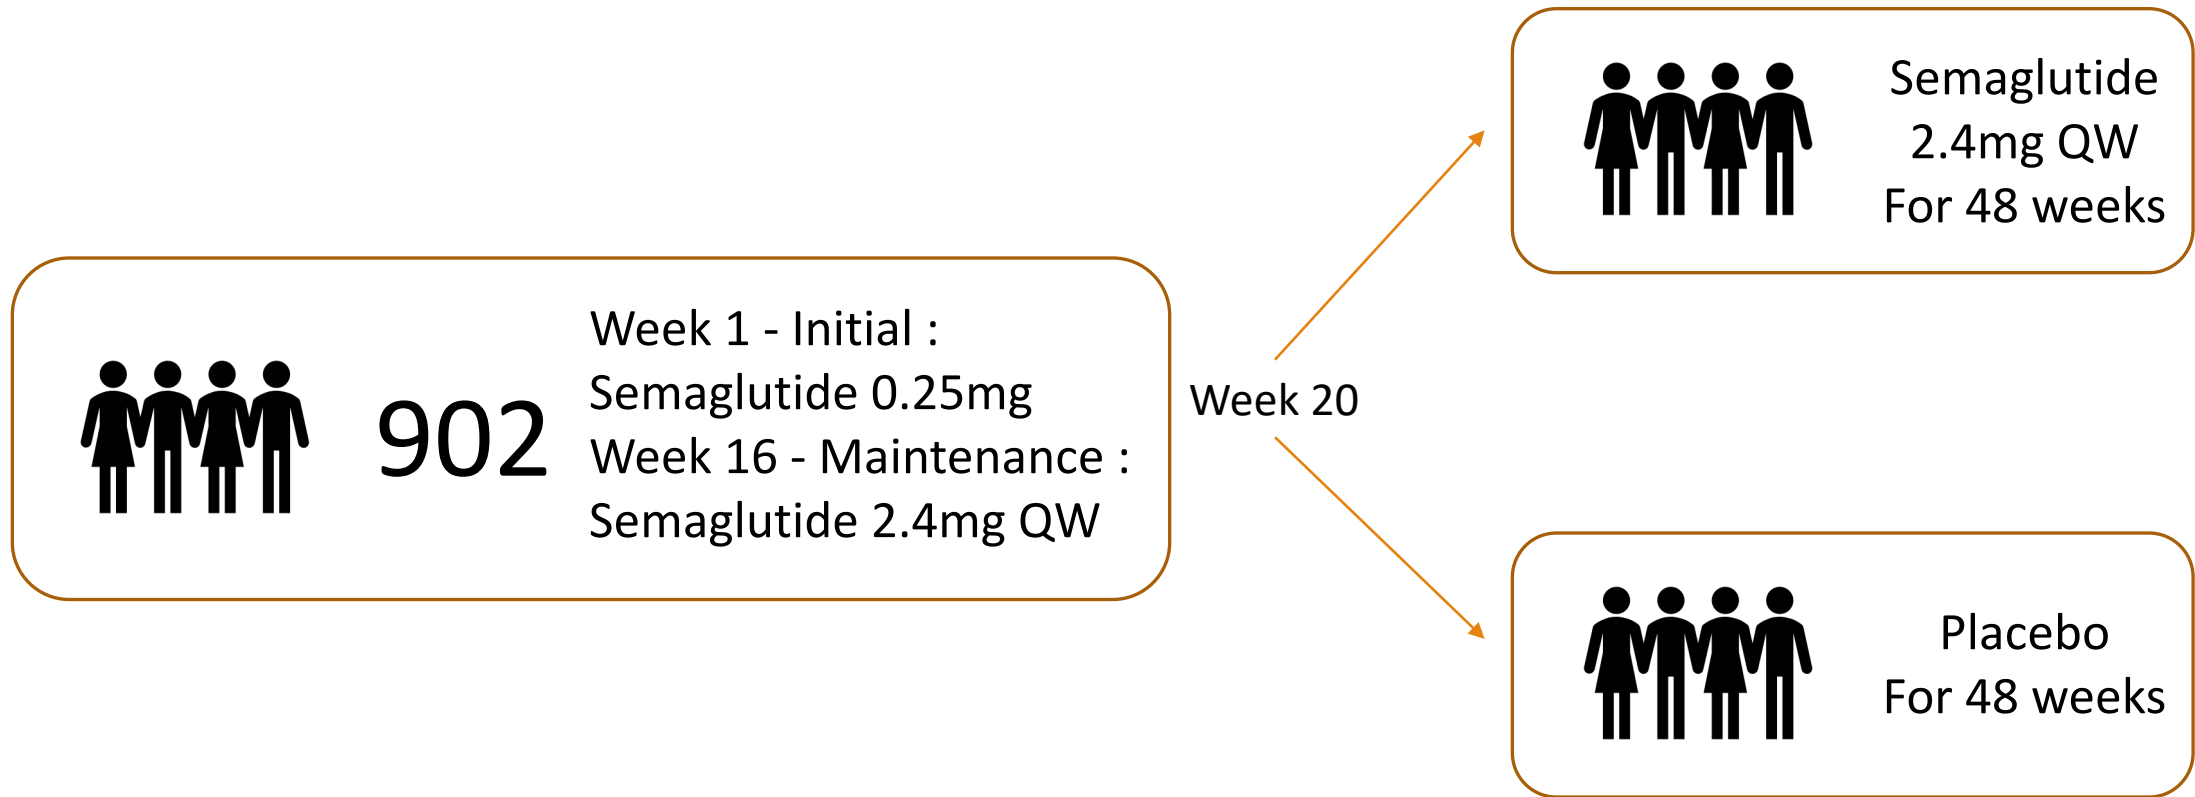 902
Week 1 - Initial :
Semaglutide 0.25mg
Week 16 - Maintenance :
Semaglutide 2.4mg QW
Week 20
Semaglutide
2.4mg QW
For 48 weeks
Placebo
For 48 weeks